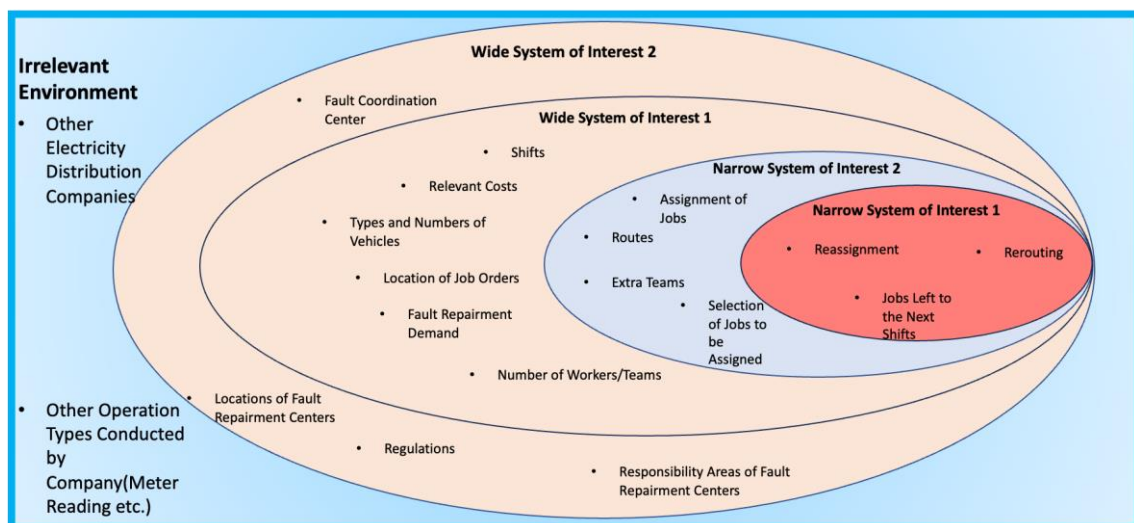 Wide System of Interest 2
Irrelevant
Environment
• Other
Electricity
Distribution
Companies
• Fault Coordination
Center
Wide System of Interest 1
• Shifts
• Relevant Costs
• Types and Numbers of
Vehicles
• Location of Job Orders
• Fault Repairment
Demand
• Number of Workers/Teams
Narrow System of Interest 2
• Assignment of
Jobs
• Routes
• Extra Teams
• Selection
of Jobs to
be
Assigned
Narrow System of Interest 1
• Reassignment
• Rerouting
• Jobs Left to
the Next
Shifts
• Locations of Fault
Repairment Centers
• Regulations
• Responsibility Areas of Fault
Repairment Centers
• Other Operation
Types Conducted
by
Company(Meter
Reading etc.)